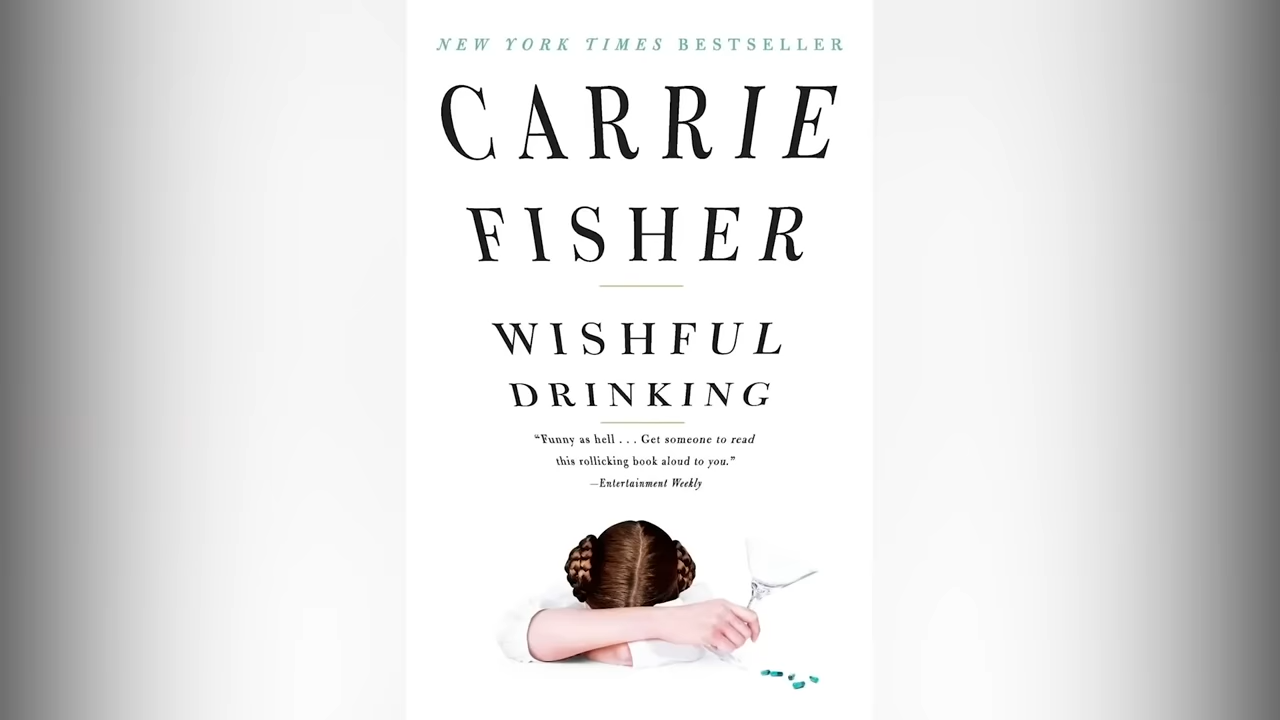 NEW YORK TIMES BESTSELLER
CARRIE
FISHER
WISHFUL
DRINKING
“Funny as hell . . . Get someone to read
this rollicking book aloud to you.”
—Entertainment Weekly